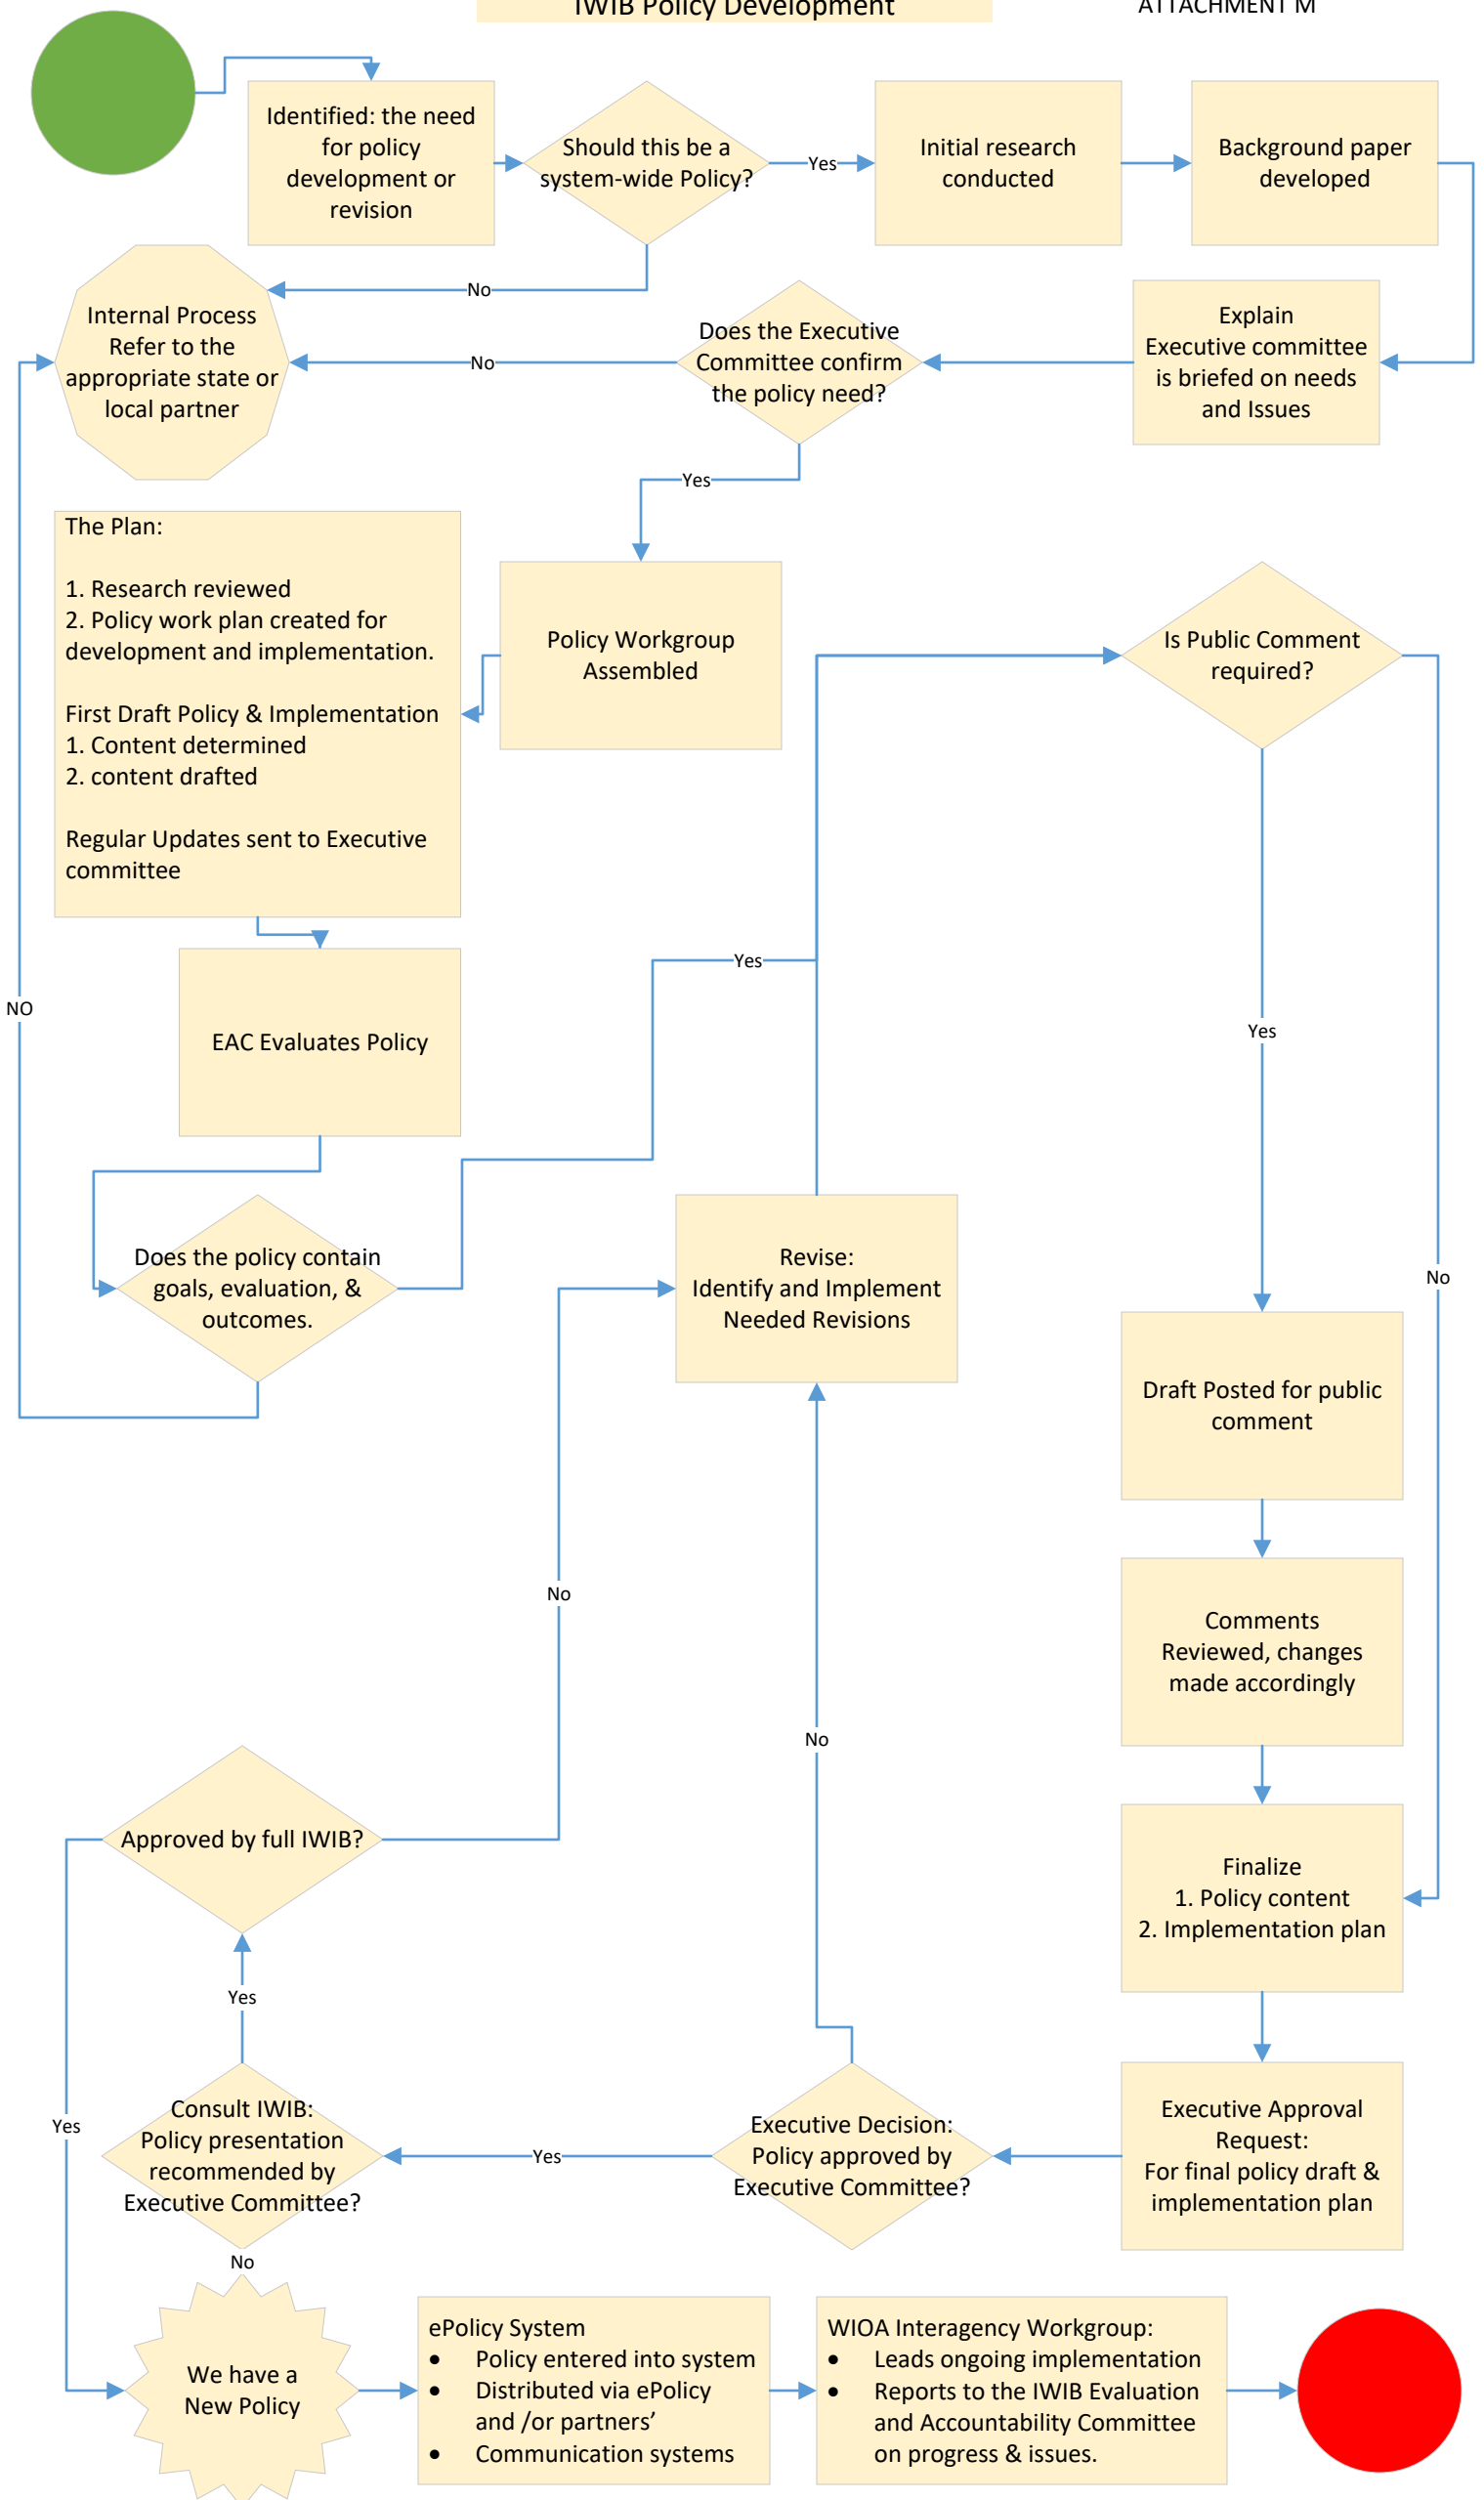 IWIB Policy Development
ATTACHMENT M
Identified: the need
for policy
development or
revision
Should this be a
system-wide Policy?
Yes
Initial research
conducted
Background paper
developed
No
Internal Process
Refer to the
appropriate state or
local partner
No
Does the Executive
Committee confirm
the policy need?
Explain
Executive committee
is briefed on needs
and Issues
Yes
The Plan:
1. Research reviewed
2. Policy work plan created for
development and implementation.
First Draft Policy & Implementation
1. Content determined
2. content drafted
Regular Updates sent to Executive
committee
Policy Workgroup
Assembled
Is Public Comment
required?
Yes
NO
EAC Evaluates Policy
Yes
Does the policy contain
goals, evaluation, &
outcomes.
Revise:
Identify and Implement
Needed Revisions
No
Draft Posted for public
comment
No
Comments
Reviewed, changes
made accordingly
No
Approved by full IWIB?
Finalize
1. Policy content
2. Implementation plan
Yes
Yes
Consult IWIB:
Policy presentation
recommended by
Executive Committee?
Yes
Executive Decision:
Policy approved by
Executive Committee?
Executive Approval
Request:
For final policy draft &
implementation plan
No
We have a
New Policy
ePolicy System
• Policy entered into system
• Distributed via ePolicy
and /or partners’
• Communication systems
WIOA Interagency Workgroup:
• Leads ongoing implementation
• Reports to the IWIB Evaluation
and Accountability Committee
on progress & issues.